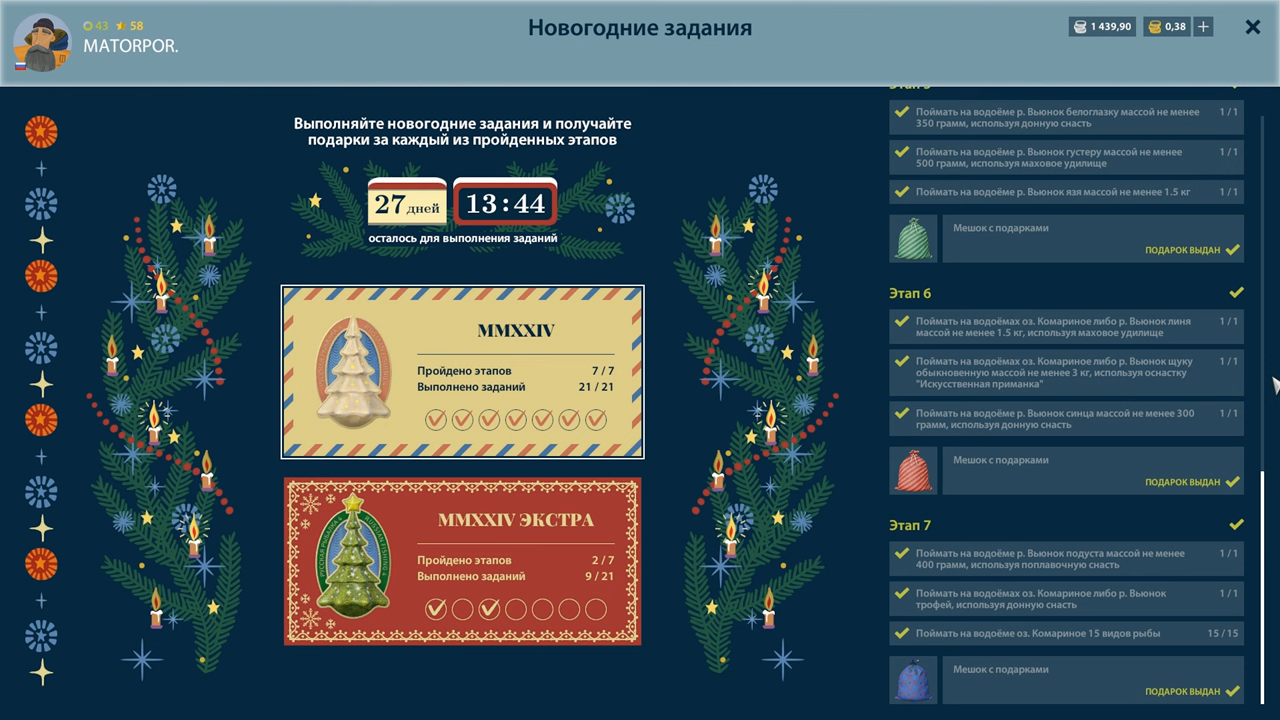 43 58
MATORPOR.
Новогодние задания
1 439,90
0,38
Выполняйте новогодние задания и получайте
подарки за каждый из пройденных этапов
27 дней
13:44
осталось для выполнения заданий
MMXXIV
Пройдено этапов 7 / 7
Выполнено заданий 21 / 21
MMXXIV ЭКСТРА
Пройдено этапов 2 / 7
Выполнено заданий 9 / 21
Поймать на водоёме р. Вьюнок белоглазку массой не менее 1 / 1
350 грамм, используя донную снасть
Поймать на водоёме р. Вьюнок густеру массой не менее 1 / 1
500 грамм, используя маховое удилище
Поймать на водоёме р. Вьюнок язя массой не менее 1.5 кг 1 / 1
Мешок с подарками
ПОДАРОК ВЫДАН
Этап 6
Поймать на водоёмах оз. Комариное либо р. Вьюнок линя 1 / 1
массой не менее 1.5 кг, используя маховое удилище
Поймать на водоёмах оз. Комариное либо р. Вьюнок щуку 1 / 1
обыкновенную массой не менее 3 кг, используя оснастку
"Искусственная приманка"
Поймать на водоёме р. Вьюнок синца массой не менее 300 1 / 1
грамм, используя донную снасть
Мешок с подарками
ПОДАРОК ВЫДАН
Этап 7
Поймать на водоёме р. Вьюнок подуста массой не менее 1 / 1
400 грамм, используя поплавочную снасть
Поймать на водоёмах оз. Комариное либо р. Вьюнок 1 / 1
трофей, используя донную снасть
Поймать на водоёме оз. Комариное 15 видов рыбы 15 / 15
Мешок с подарками
ПОДАРОК ВЫДАН